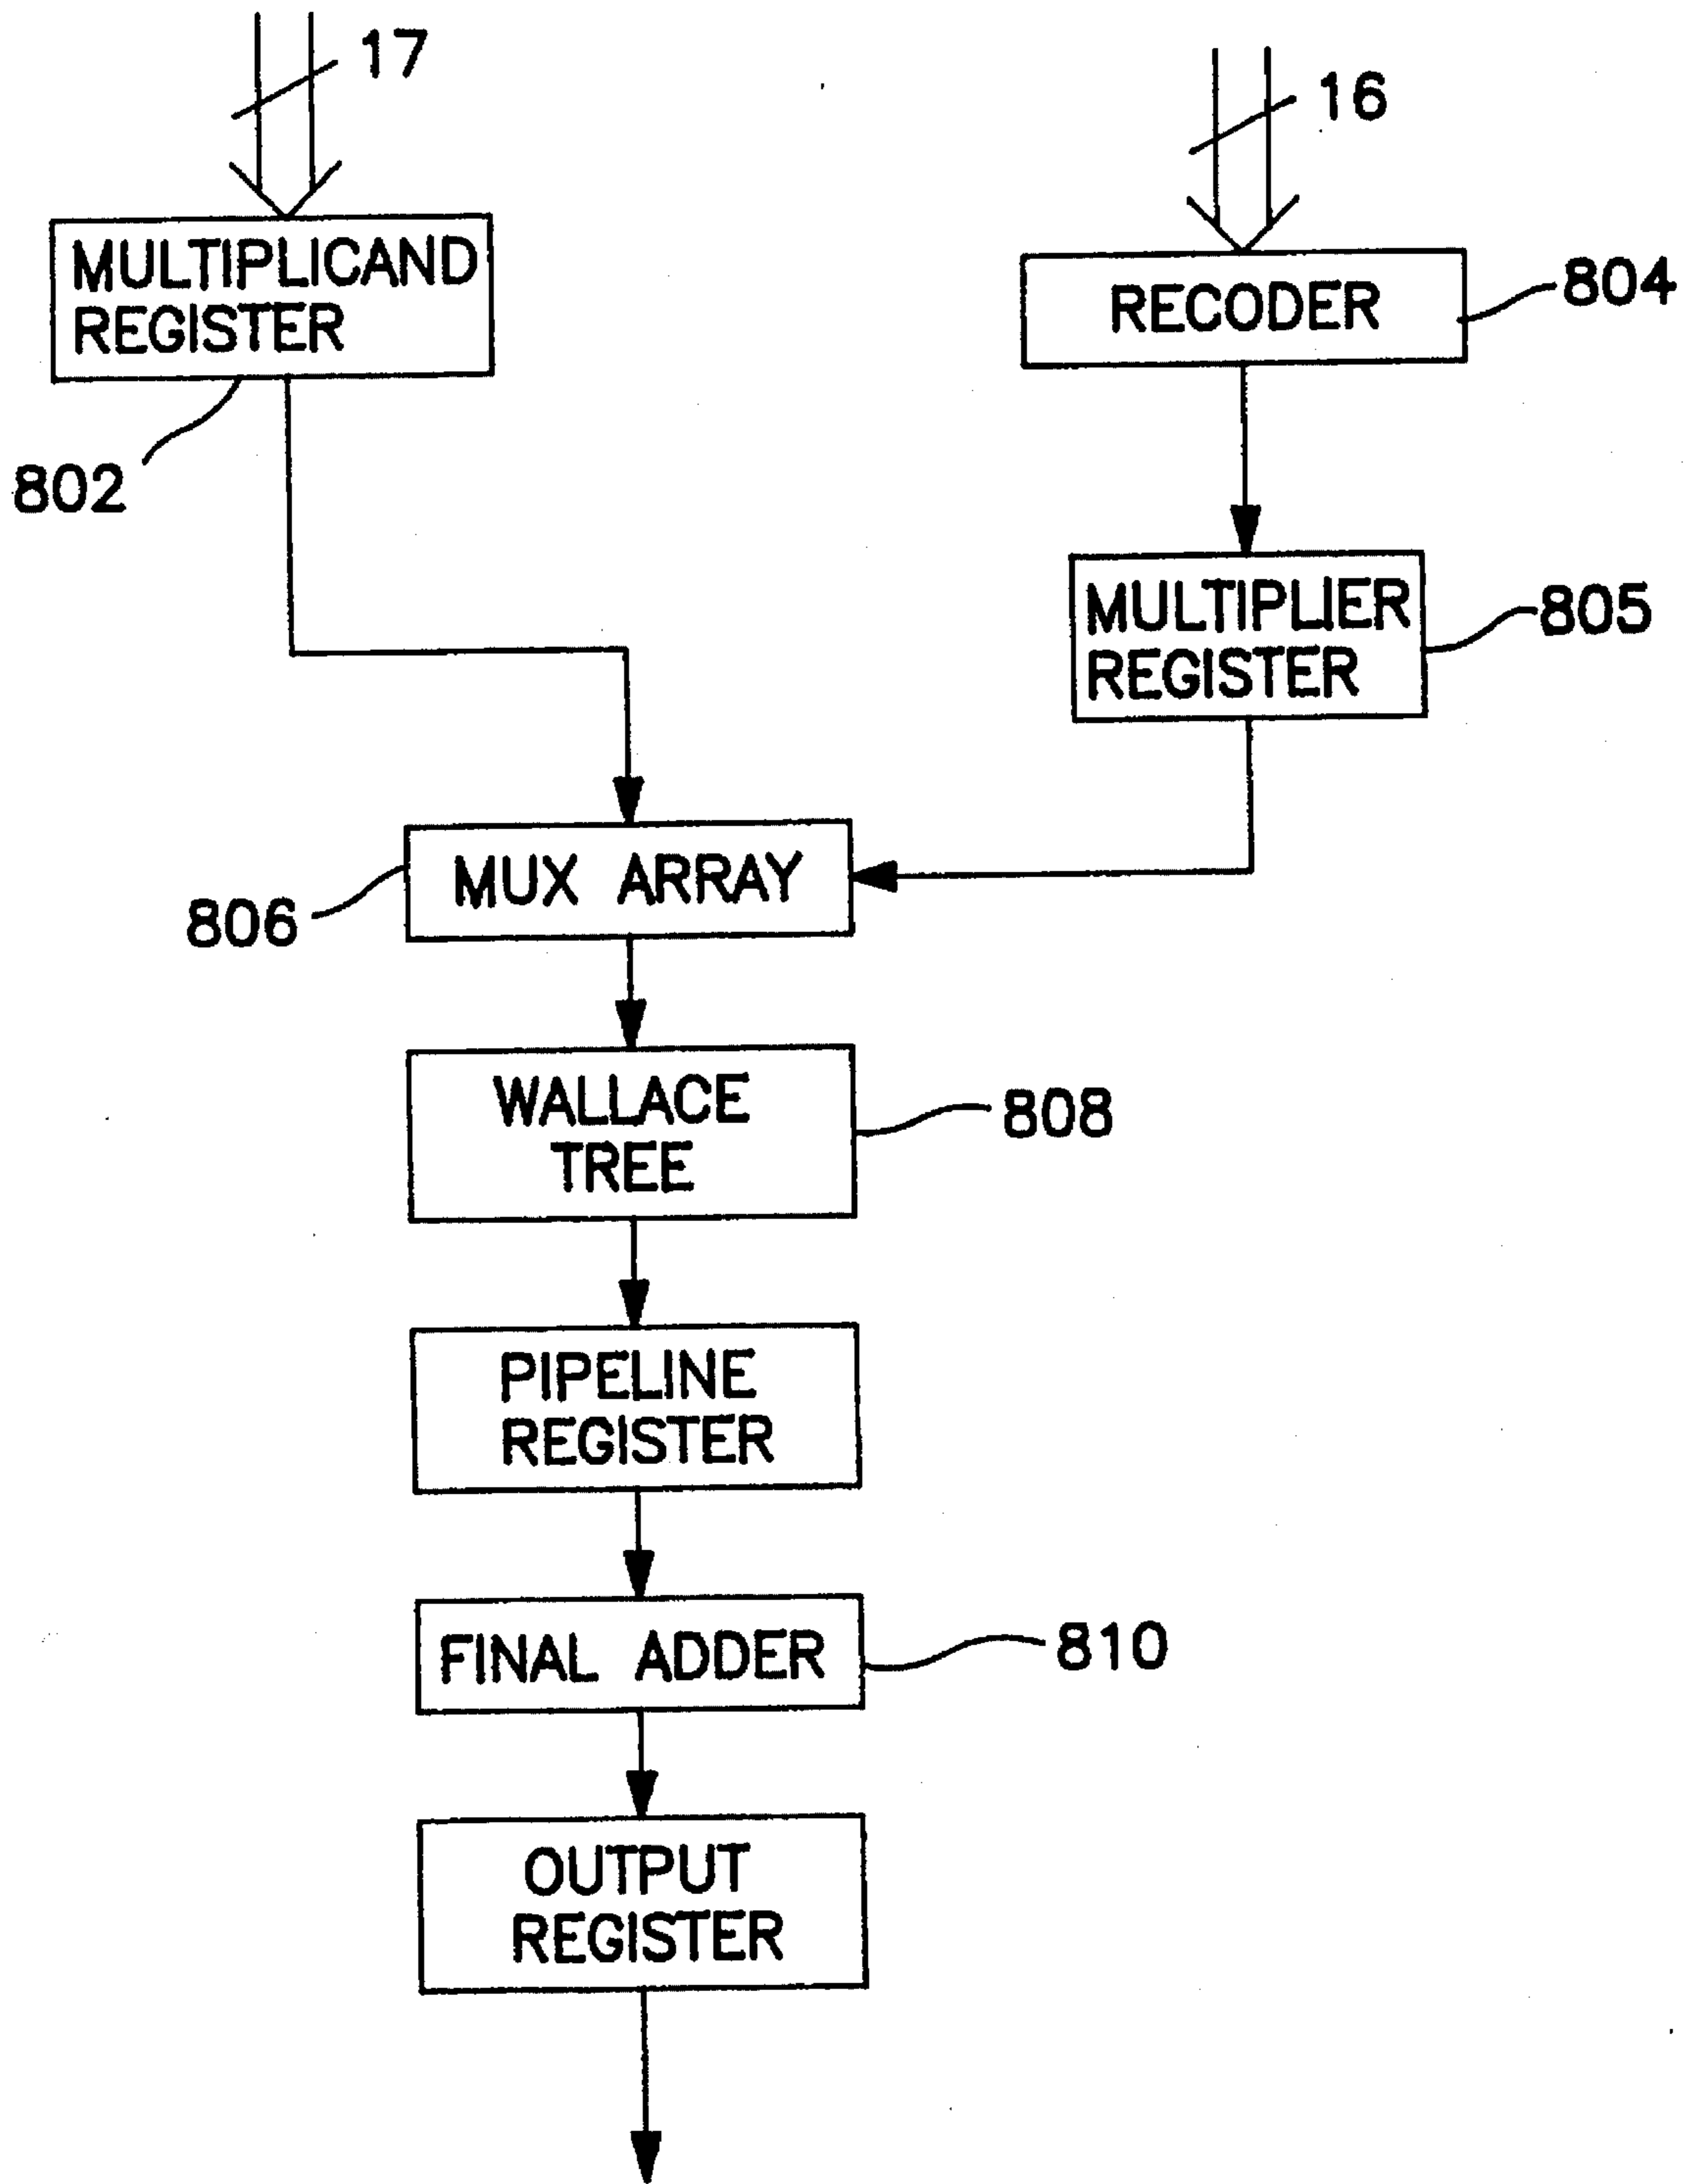 17
16
MULTIPLICAND
REGISTER
802
RECODER
804
MULTIPLIER
REGISTER
805
MUX ARRAY
806
WALLACE
TREE
808
PIPELINE
REGISTER
FINAL ADDER
810
OUTPUT
REGISTER